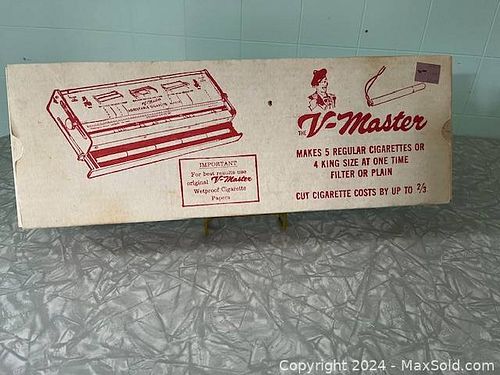 THE V-Master
MAKES 5 REGULAR CIGARETTES OR
4 KING SIZE AT ONE TIME
FILTER OR PLAIN
CUT CIGARETTE COSTS BY UP TO 2/3
IMPORTANT
For best results use
original V-Master
Wetproof Cigarette
Papers
Copyright 2024 - MaxSold.com